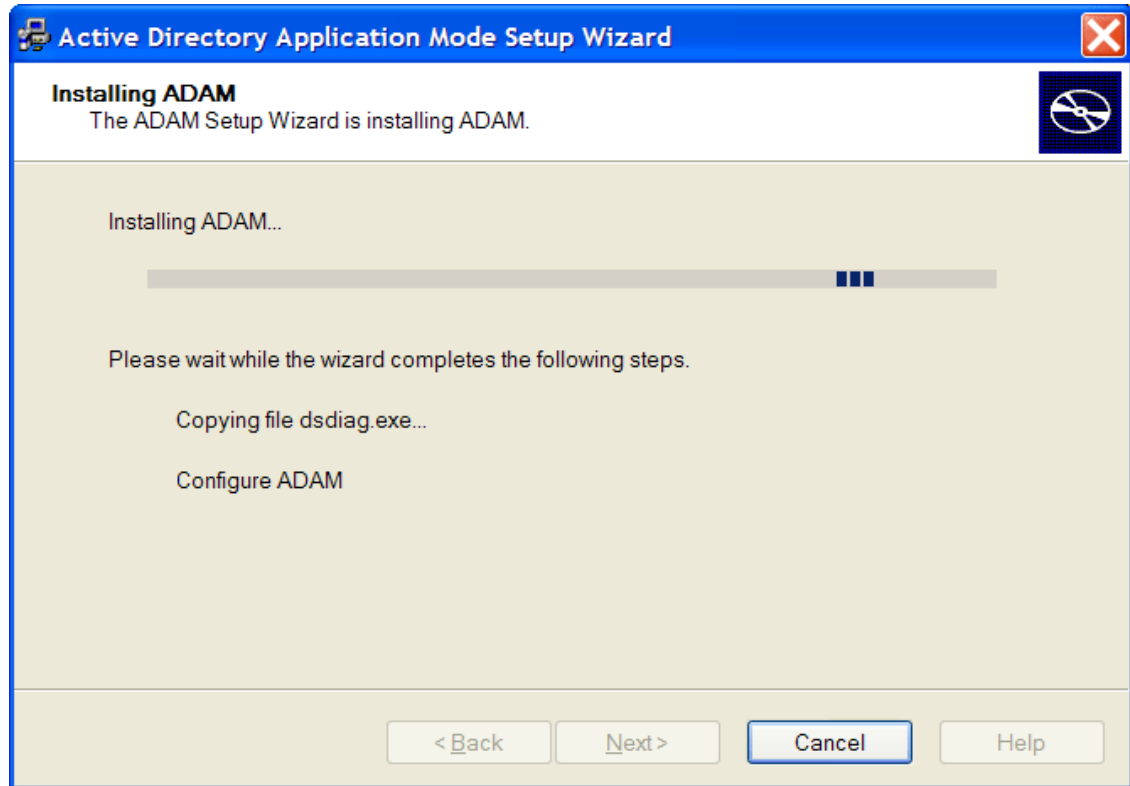 Active Directory Application Mode Setup Wizard
Installing ADAM
The ADAM Setup Wizard is installing ADAM.
Installing ADAM...
Please wait while the wizard completes the following steps.
Copying file dsdiag.exe...
Configure ADAM
< Back Next > Cancel Help